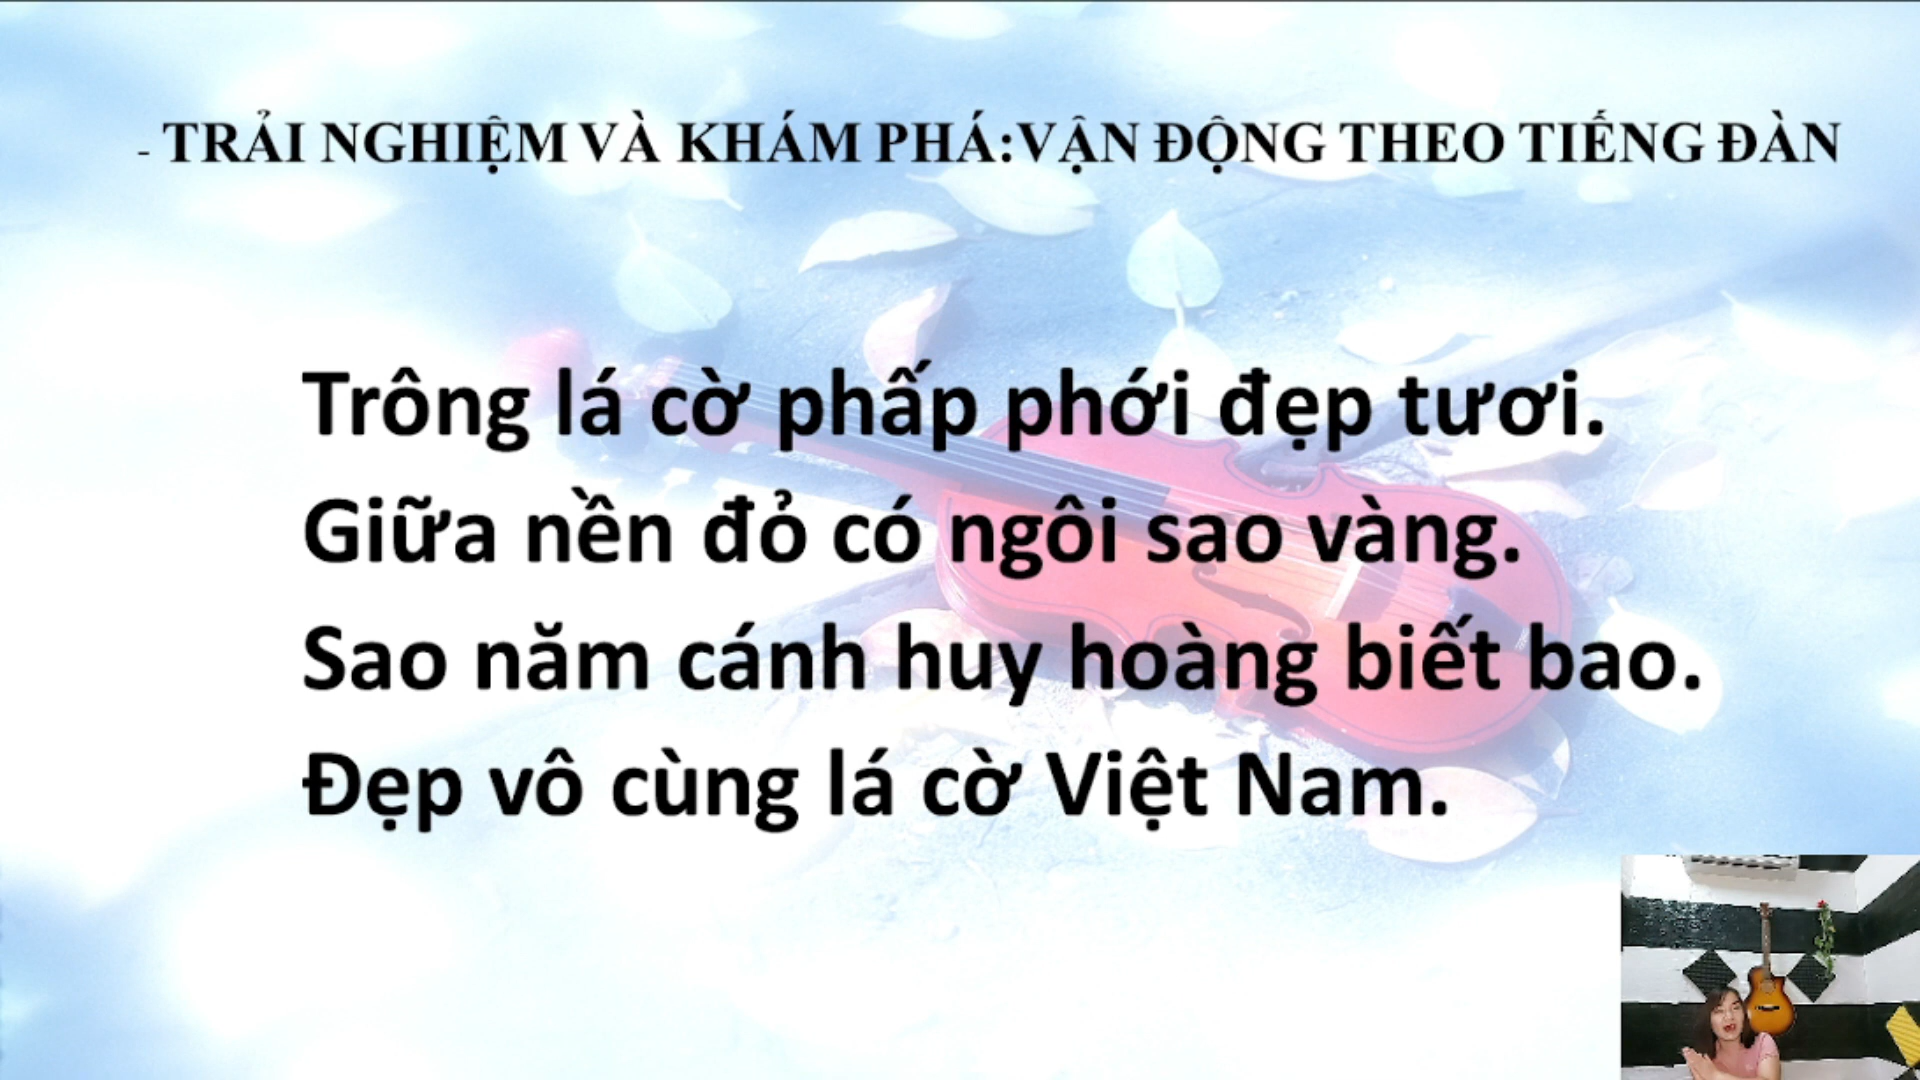 - TRẢI NGHIỆM VÀ KHÁM PHÁ:VẬN ĐỘNG THEO TIẾNG ĐÀN
Trông lá cờ phấp phới đẹp tươi.
Giữa nền đỏ có ngôi sao vàng.
Sao năm cánh huy hoàng biết bao.
Đẹp vô cùng lá cờ Việt Nam.